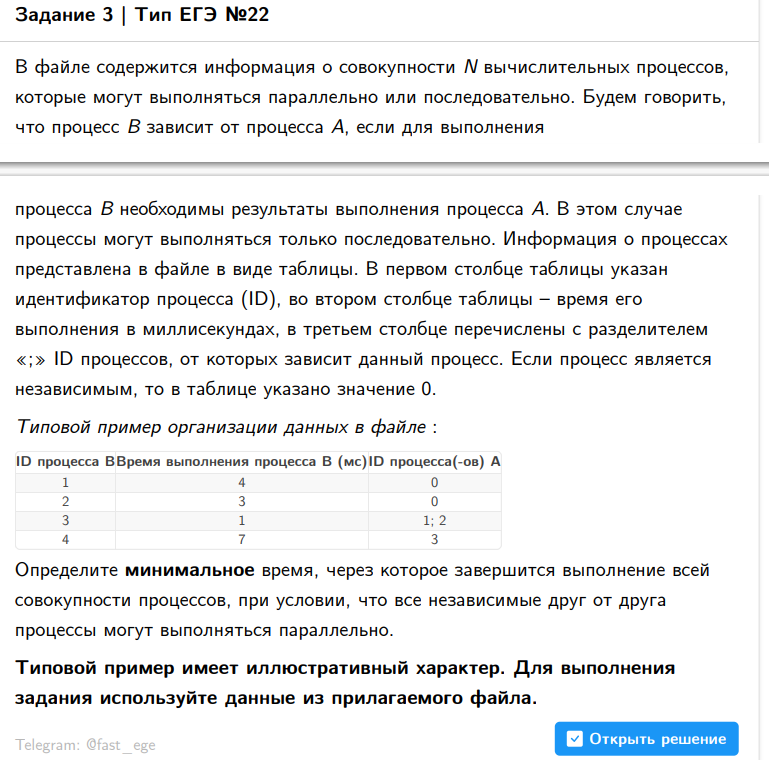 Задание 3 | Тип ЕГЭ №22
В файле содержится информация о совокупности N вычислительных процессов,
которые могут выполняться параллельно или последовательно. Будем говорить,
что процесс B зависит от процесса A, если для выполнения
процесса B необходимы результаты выполнения процесса A. В этом случае
процессы могут выполняться только последовательно. Информация о процессах
представлена в файле в виде таблицы. В первом столбце таблицы указан
идентификатор процесса (ID), во втором столбце таблицы – время его
выполнения в миллисекундах, в третьем столбце перечислены с разделителем
«;» ID процессов, от которых зависит данный процесс. Если процесс является
независимым, то в таблице указано значение 0.
Типовой пример организации данных в файле :
ID процесса B Время выполнения процесса B (мс) ID процесса(-ов) A
1 4 0
2 3 0
3 1 1; 2
4 7 3
Определите минимальное время, через которое завершится выполнение всей
совокупности процессов, при условии, что все независимые друг от друга
процессы могут выполняться параллельно.
Типовой пример имеет иллюстративный характер. Для выполнения
задания используйте данные из прилагаемого файла.
Telegram: @fast_ege
Открыть решение